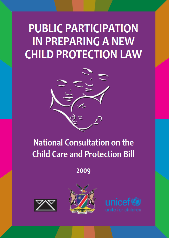 PUBLIC PARTICIPATION
IN PREPARING A NEW
CHILD PROTECTION LAW
National Consultation on the
Child Care and Protection Bill
2009
unicef